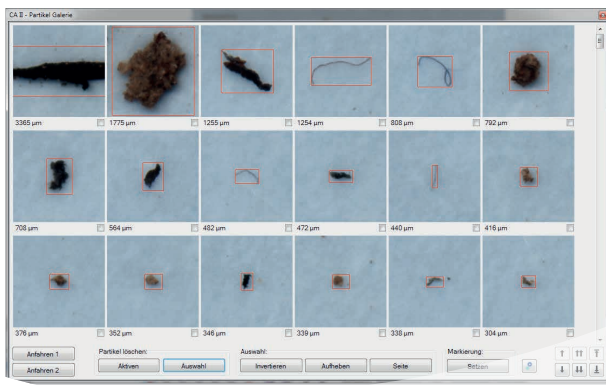 CA II - Partikel Galerie
3365 µm
1775 µm
1255 µm
1254 µm
808 µm
792 µm
708 µm
564 µm
482 µm
472 µm
440 µm
416 µm
376 µm
352 µm
346 µm
339 µm
338 µm
304 µm
Anfahren 1
Anfahren 2
Partikel löschen:
Aktiven
Auswahl
Auswahl:
Invertieren
Aufheben
Seite
Markierung: